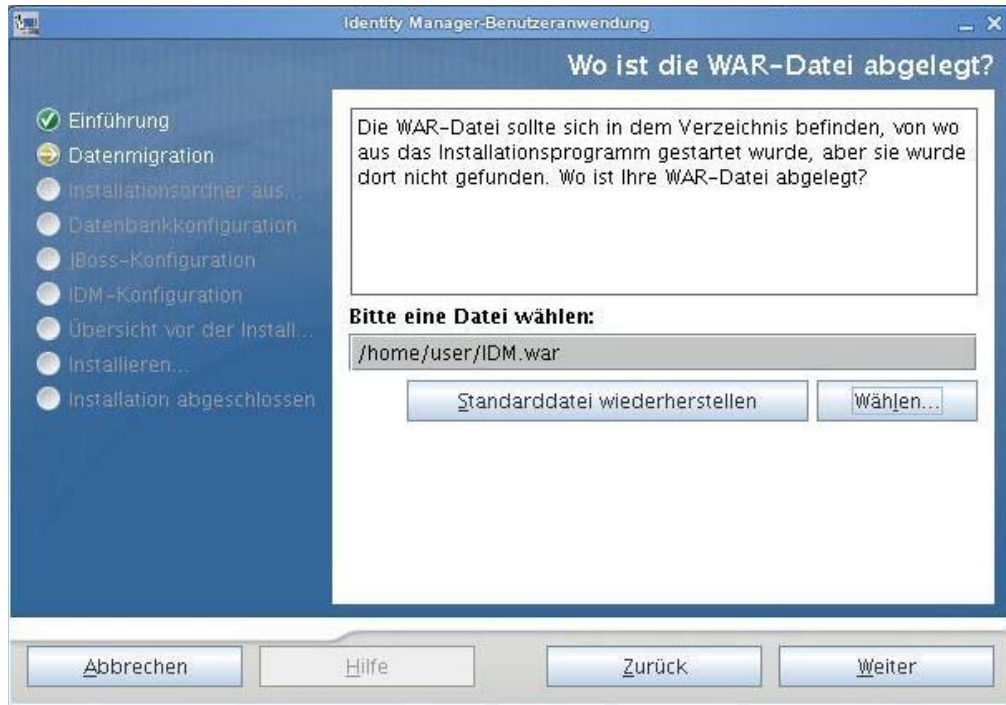 Identity Manager-Benutzeranwendung
Wo ist die WAR-Datei abgelegt?
Einführung
Datenmigration
Installationsordner aus...
Datenbankkonfiguration
JBoss-Konfiguration
IDM-Konfiguration
Übersicht vor der Install...
Installieren...
Installation abgeschlossen
Die WAR-Datei sollte sich in dem Verzeichnis befinden, von wo
aus das Installationsprogramm gestartet wurde, aber sie wurde
dort nicht gefunden. Wo ist Ihre WAR-Datei abgelegt?
Bitte eine Datei wählen:
/home/user/IDM.war
Standarddatei wiederherstellen
Wählen...
Abbrechen
Hilfe
Zurück
Weiter